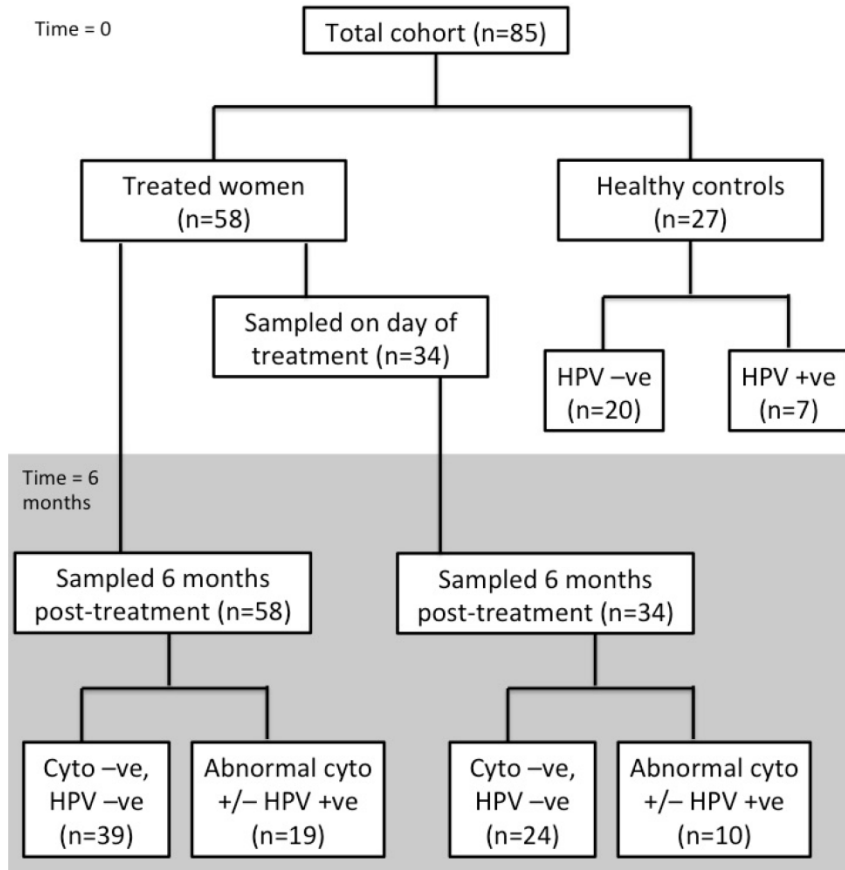 Time = 0
Total cohort (n=85)
Treated women
(n=58)
Healthy controls
(n=27)
Sampled on day of
treatment (n=34)
HPV –ve
(n=20)
HPV +ve
(n=7)
Time = 6
months
Sampled 6 months
post-treatment (n=58)
Sampled 6 months
post-treatment (n=34)
Cyto –ve,
HPV –ve
(n=39)
Abnormal cyto
+/– HPV +ve
(n=19)
Cyto –ve,
HPV –ve
(n=24)
Abnormal cyto
+/– HPV +ve
(n=10)